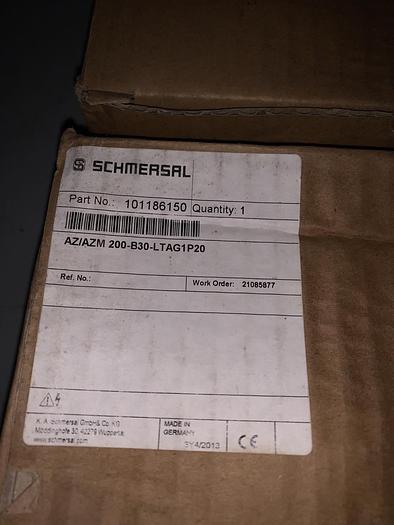 SCHMERSAL
Part No.: 101186150 Quantity: 1
AZ/AZM 200-B30-LTAG1P20
Ref. No.: Work Order: 21085877
K. A. Schmersal GmbH & Co. KG
Möddinghofe 30, 42279 Wuppertal
www.schmersal.com
MADE IN
GERMANY
4/2013
CE